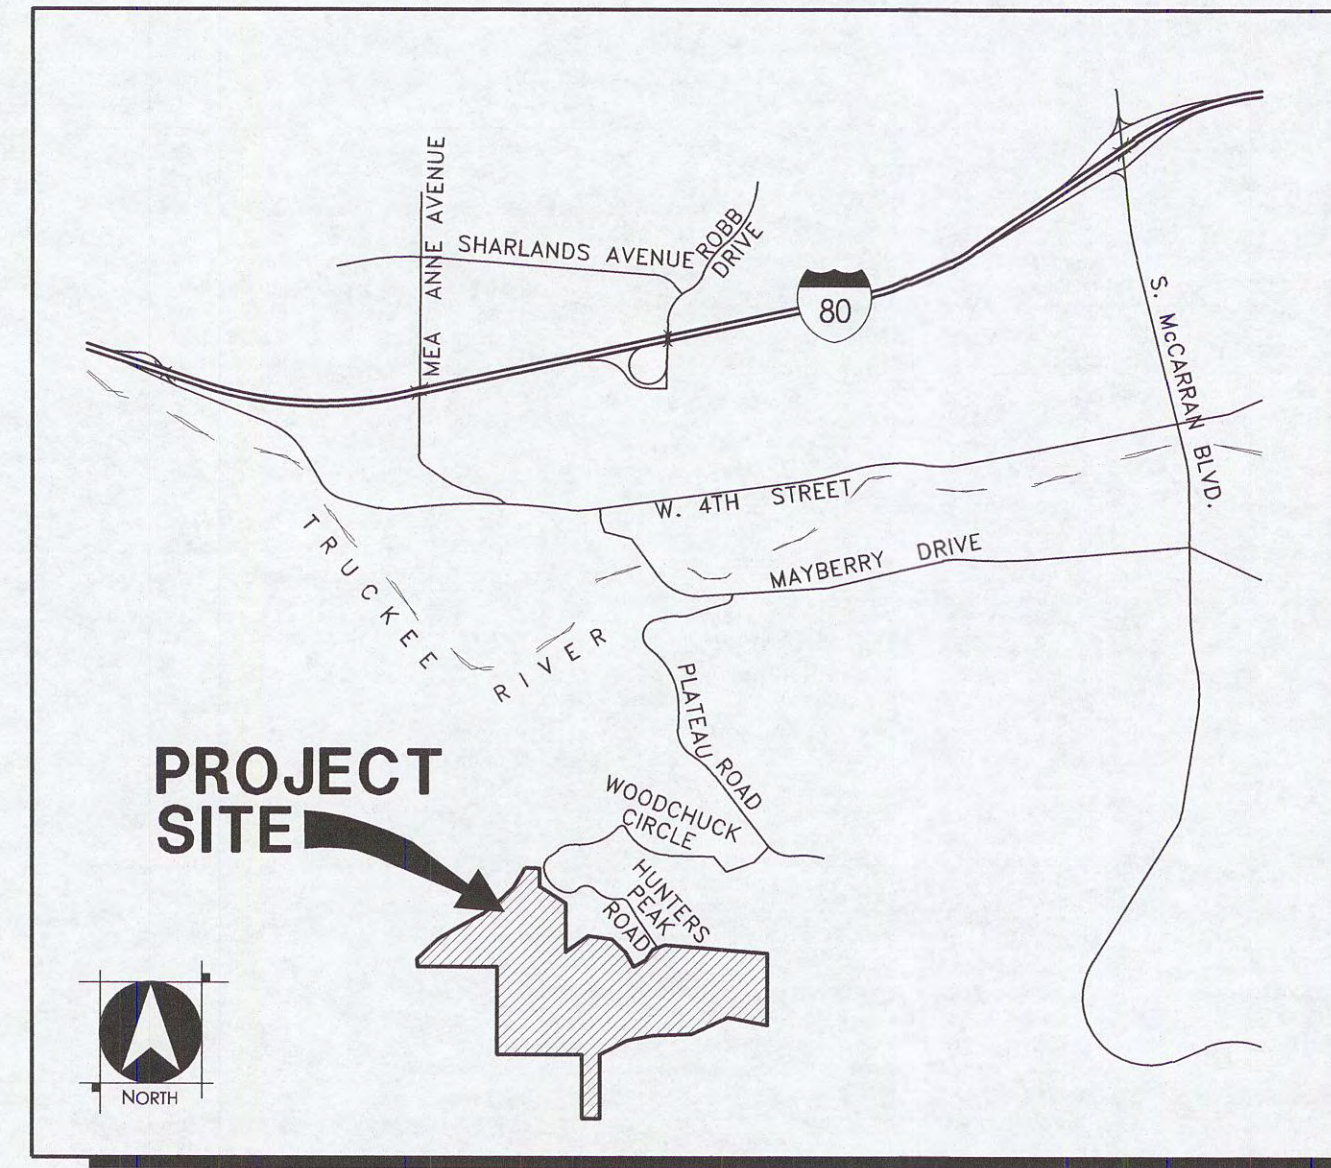 MEA ANNE AVENUE
SHARLANDS AVENUE
ROBB
DRIVE
80
S. McCARRAN BLVD.
W. 4TH STREET
MAYBERRY DRIVE
TRUCKEE
RIVER
PLATEAU ROAD
PROJECT
SITE
WOODCHUCK
CIRCLE
HUNTERS
PEAK
ROAD
NORTH